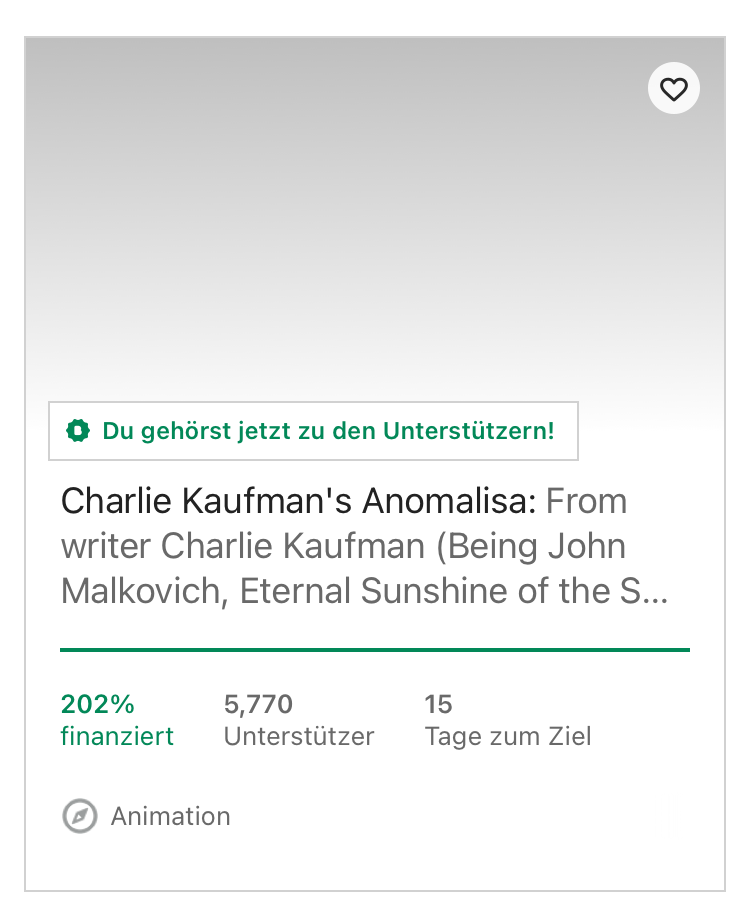 Du gehörst jetzt zu den Unterstützern!
Charlie Kaufman's Anomalisa: From
writer Charlie Kaufman (Being John
Malkovich, Eternal Sunshine of the S...
202% 5,770 15
finanziert Unterstützer Tage zum Ziel
Animation